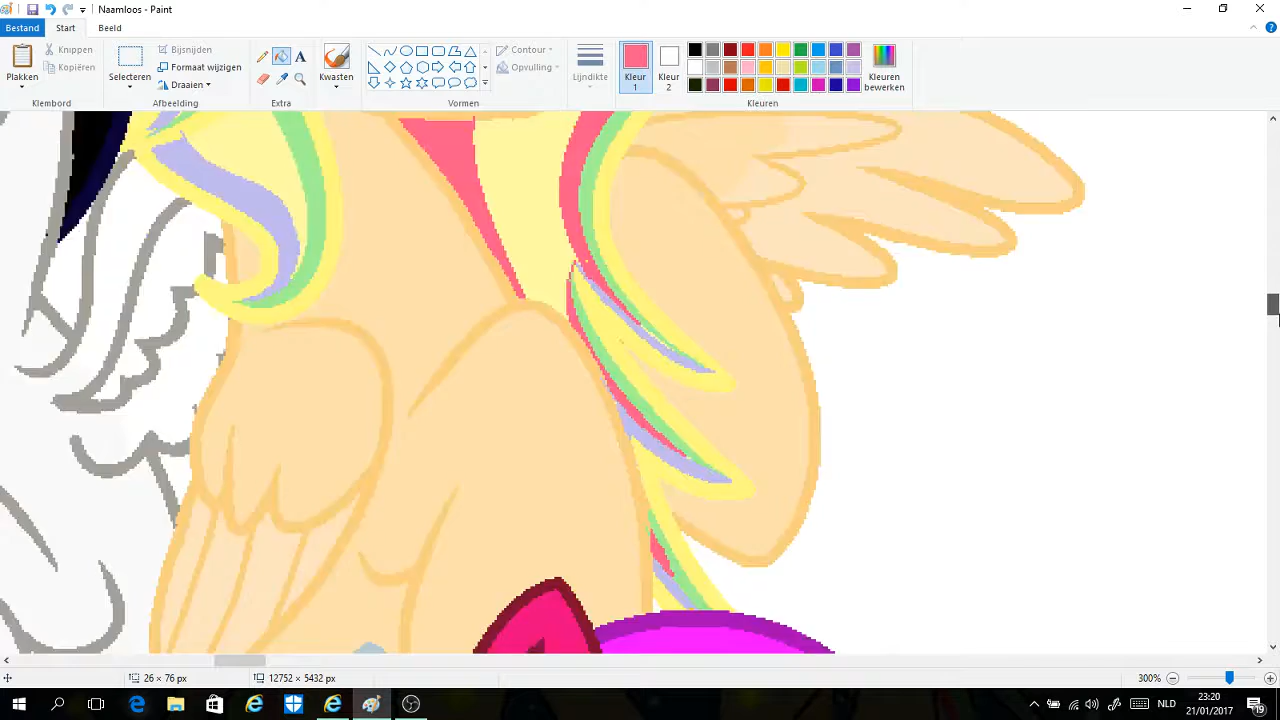 Naamloos - Paint
Bestand Start Beeld
Plakken
Knippen
Kopiëren
Klembord
Selecteren
Bijsnijden
Formaat wijzigen
Draaien
Afbeelding
A
Extra
Kwasten
Vormen
Contour
Opvulling
Lijndikte
Kleur 1
Kleur 2
Kleuren
Kleuren bewerken
26 × 76 px
12752 × 5432 px
300%
NLD
23:20
21/01/2017